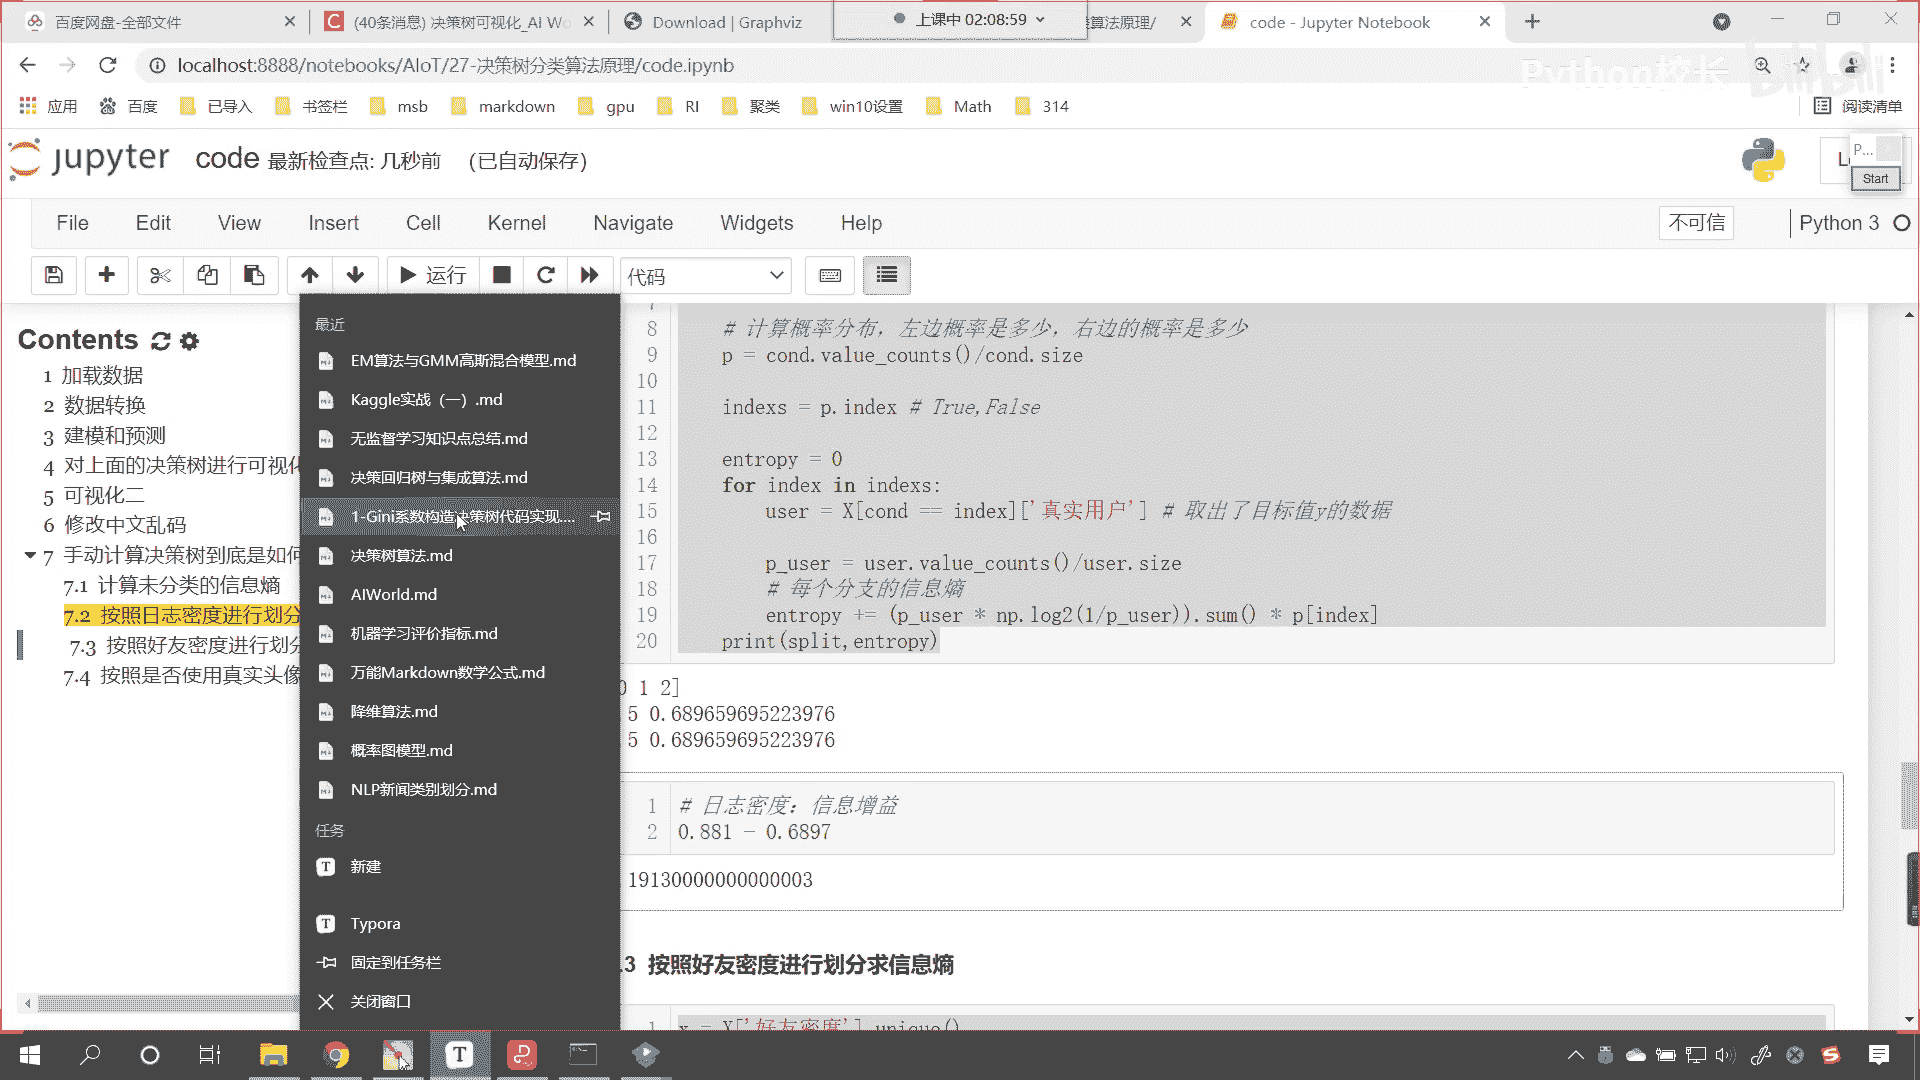 百度网盘-全部文件
(40条消息) 决策树可视化_AI Wo
Download | Graphviz
上课中 02:08:59
算法原理/
code - Jupyter Notebook
localhost:8888/notebooks/AIoT/27-决策树分类算法原理/code.ipynb
Python校长
bilibili
应用
百度
已导入
书签栏
msb
markdown
gpu
RI
聚类
win10设置
Math
314
阅读清单
jupyter
code 最新检查点: 几秒前 (已自动保存)
P...
Start
File
Edit
View
Insert
Cell
Kernel
Navigate
Widgets
Help
不可信
Python 3
运行
代码
Contents
1 加载数据
2 数据转换
3 建模和预测
4 对上面的决策树进行可视化
5 可视化二
6 修改中文乱码
7 手动计算决策树到底是如何
7.1 计算未分类的信息熵
7.2 按照日志密度进行划分
7.3 按照好友密度进行划分
7.4 按照是否使用真实头像
最近
EM算法与GMM高斯混合模型.md
Kaggle实战（一）.md
无监督学习知识点总结.md
决策回归树与集成算法.md
1-Gini系数构造决策树代码实现....
决策树算法.md
AIWorld.md
机器学习评价指标.md
万能Markdown数学公式.md
降维算法.md
概率图模型.md
NLP新闻类别划分.md
任务
新建
Typora
固定到任务栏
关闭窗口
7
8 # 计算概率分布，左边概率是多少，右边的概率是多少
9 p = cond.value_counts()/cond.size
10
11 indexs = p.index # True,False
12
13 entropy = 0
14 for index in indexs:
15 user = X[cond == index]['真实用户'] # 取出了目标值y的数据
16
17 p_user = user.value_counts()/user.size
18 # 每个分支的信息熵
19 entropy += (p_user * np.log2(1/p_user)).sum() * p[index]
20 print(split,entropy)
0 1 2]
5 0.689659695223976
5 0.689659695223976
1 # 日志密度：信息增益
2 0.881 - 0.6897
19130000000000003
.3 按照好友密度进行划分求信息熵
1 x = X['好友密度'].unique()